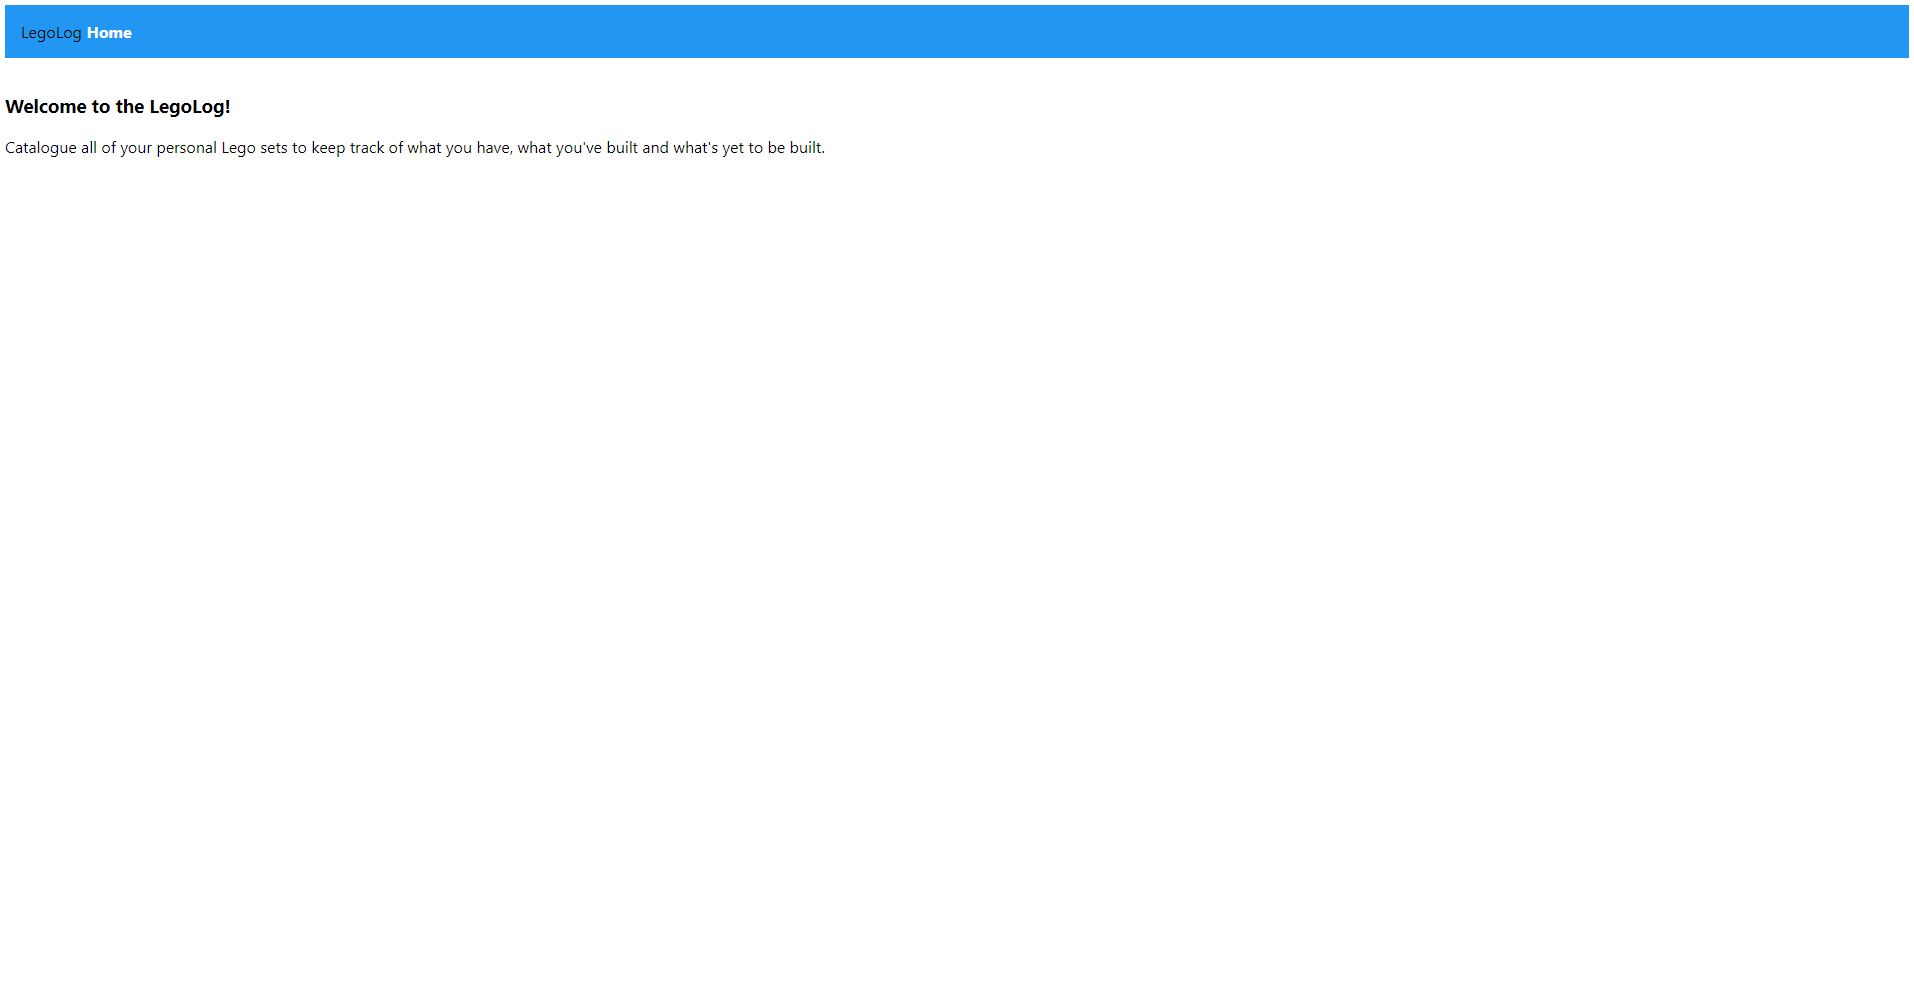 LegoLog Home
Welcome to the LegoLog!
Catalogue all of your personal Lego sets to keep track of what you have, what you've built and what's yet to be built.